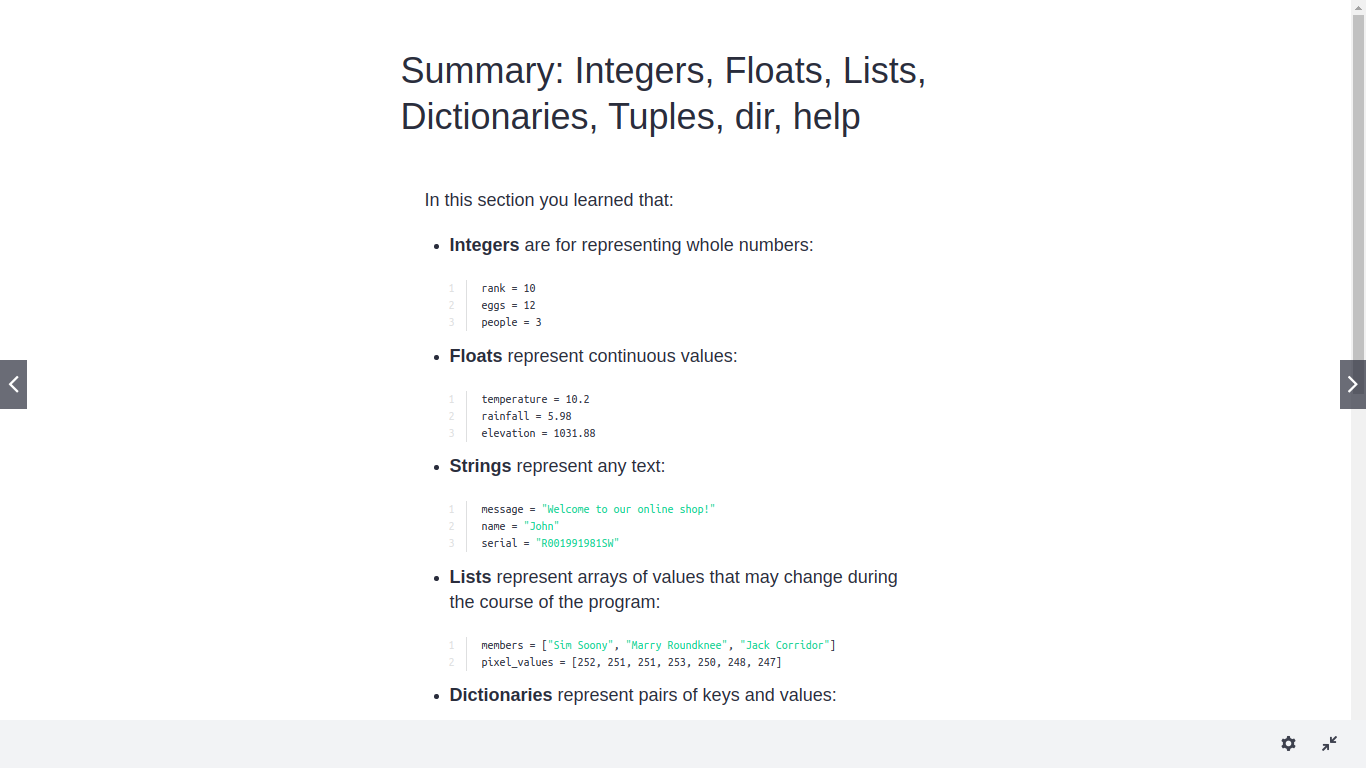 Summary: Integers, Floats, Lists,
Dictionaries, Tuples, dir, help
In this section you learned that:
• Integers are for representing whole numbers:
1 rank = 10
2 eggs = 12
3 people = 3
• Floats represent continuous values:
1 temperature = 10.2
2 rainfall = 5.98
3 elevation = 1031.88
• Strings represent any text:
1 message = "Welcome to our online shop!"
2 name = "John"
3 serial = "R001991981SW"
• Lists represent arrays of values that may change during
the course of the program:
1 members = ["Sim Soony", "Marry Roundknee", "Jack Corridor"]
2 pixel_values = [252, 251, 251, 253, 250, 248, 247]
• Dictionaries represent pairs of keys and values: